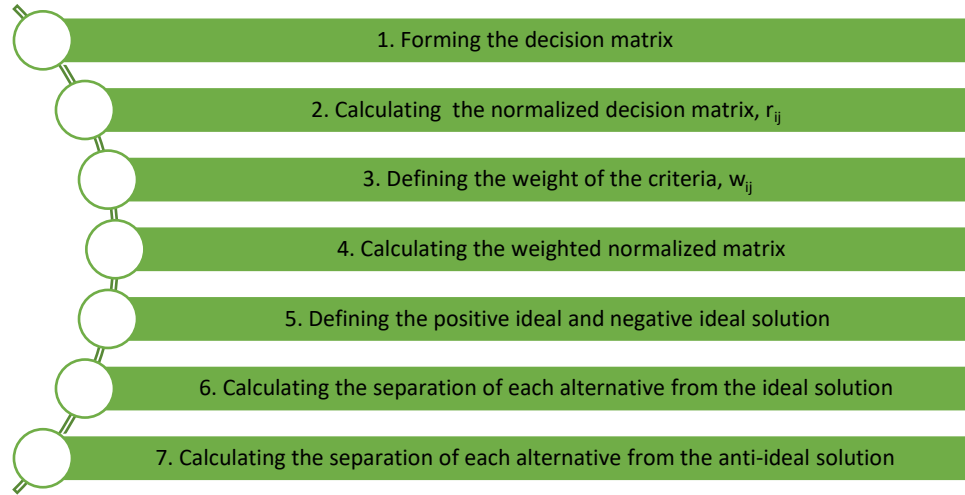 1. Forming the decision matrix
2. Calculating  the normalized decision matrix, rij
3. Defining the weight of the criteria, wij
4. Calculating the weighted normalized matrix
5. Defining the positive ideal and negative ideal solution
6. Calculating the separation of each alternative from the ideal solution
7. Calculating the separation of each alternative from the anti-ideal solution